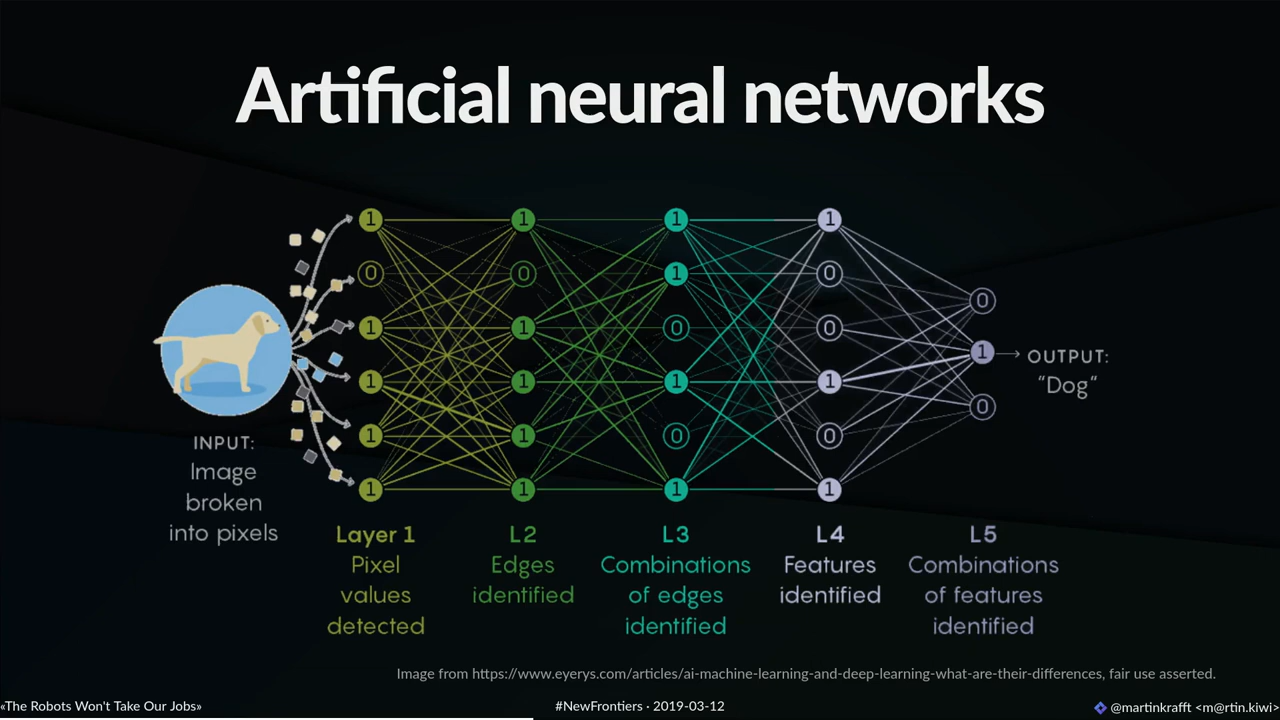 Artificial neural networks
1 1 1 1
0 0 1 0
0
1 1 0 0
1
OUTPUT:
“Dog”
1 1 1 1
0
1 1 0 0
1 1 1 1
INPUT:
Image
broken
into pixels
Layer 1
Pixel
values
detected
L2
Edges
identified
L3
Combinations
of edges
identified
L4
Features
identified
L5
Combinations
of features
identified
Image from https://www.eyerys.com/articles/ai-machine-learning-and-deep-learning-what-are-their-differences, fair use asserted.
«The Robots Won't Take Our Jobs»
#NewFrontiers · 2019-03-12
@martinkrafft <m@rtin.kiwi>